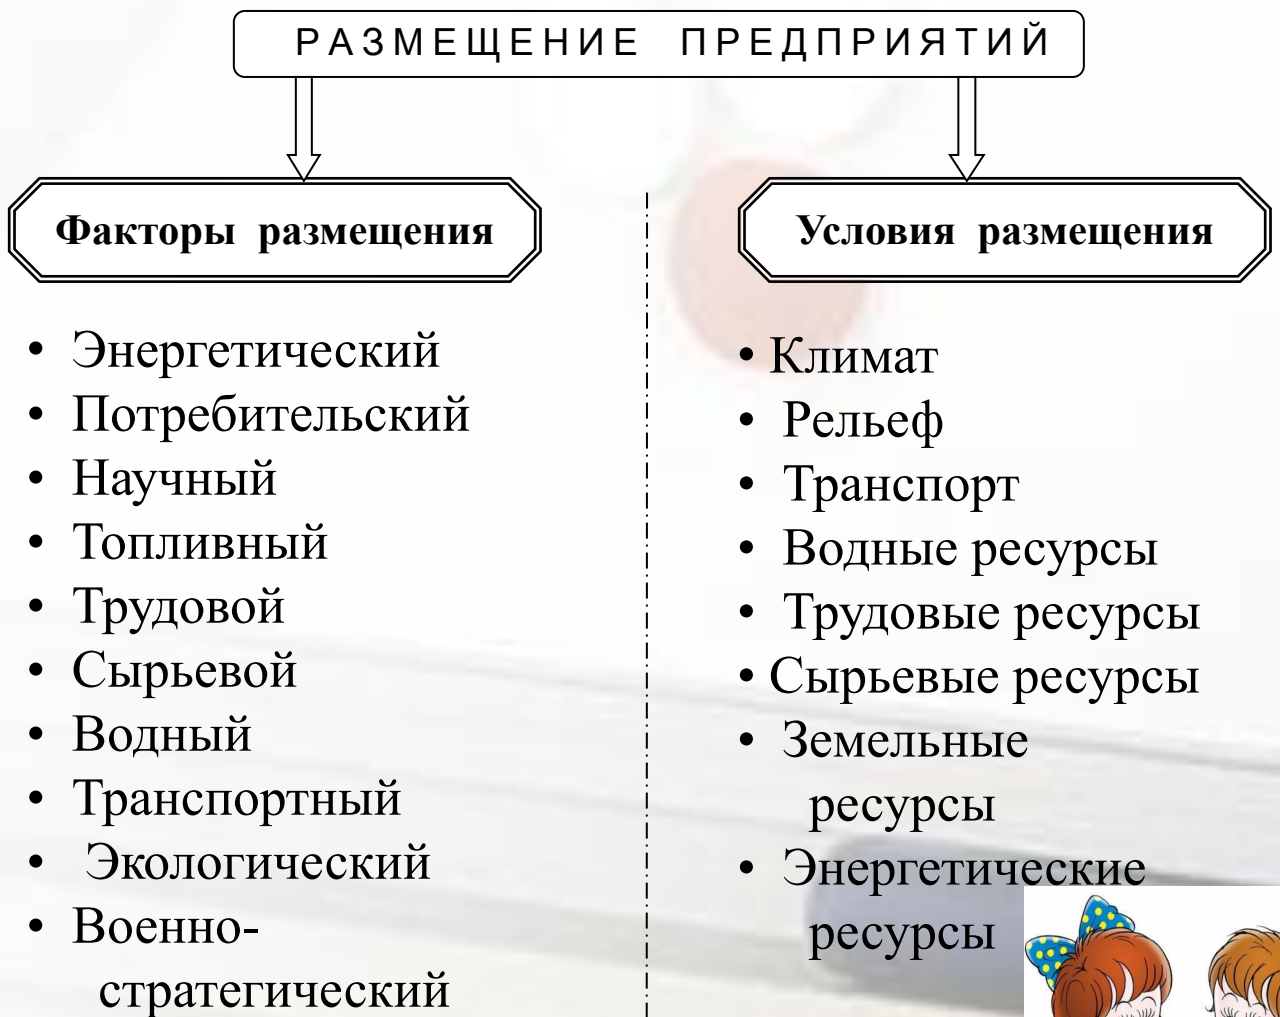 РАЗМЕЩЕНИЕ ПРЕДПРИЯТИЙ
Факторы размещения
• Энергетический
• Потребительский
• Научный
• Топливный
• Трудовой
• Сырьевой
• Водный
• Транспортный
• Экологический
• Военно-
стратегический
Условия размещения
• Климат
• Рельеф
• Транспорт
• Водные ресурсы
• Трудовые ресурсы
• Сырьевые ресурсы
• Земельные
ресурсы
• Энергетические
ресурсы